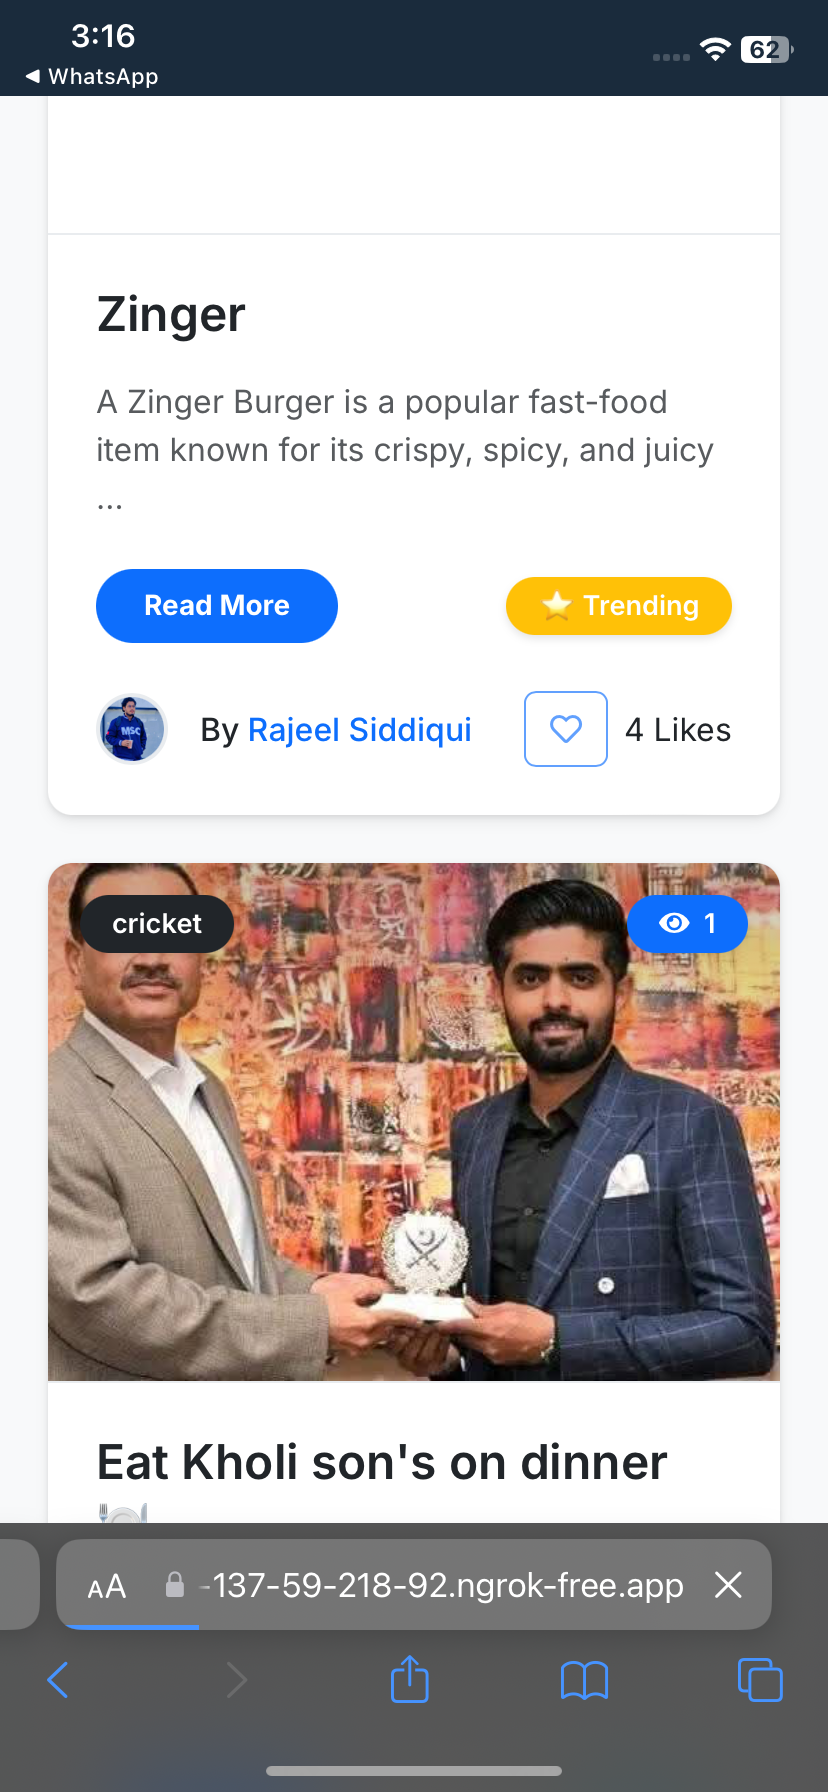 3:16
62
◀ WhatsApp
Zinger
A Zinger Burger is a popular fast-food
item known for its crispy, spicy, and juicy
...
Read More
⭐ Trending
MSC
By Rajeel Siddiqui
4 Likes
cricket
1
Eat Kholi son's on dinner
🍽️
AA
-137-59-218-92.ngrok-free.app